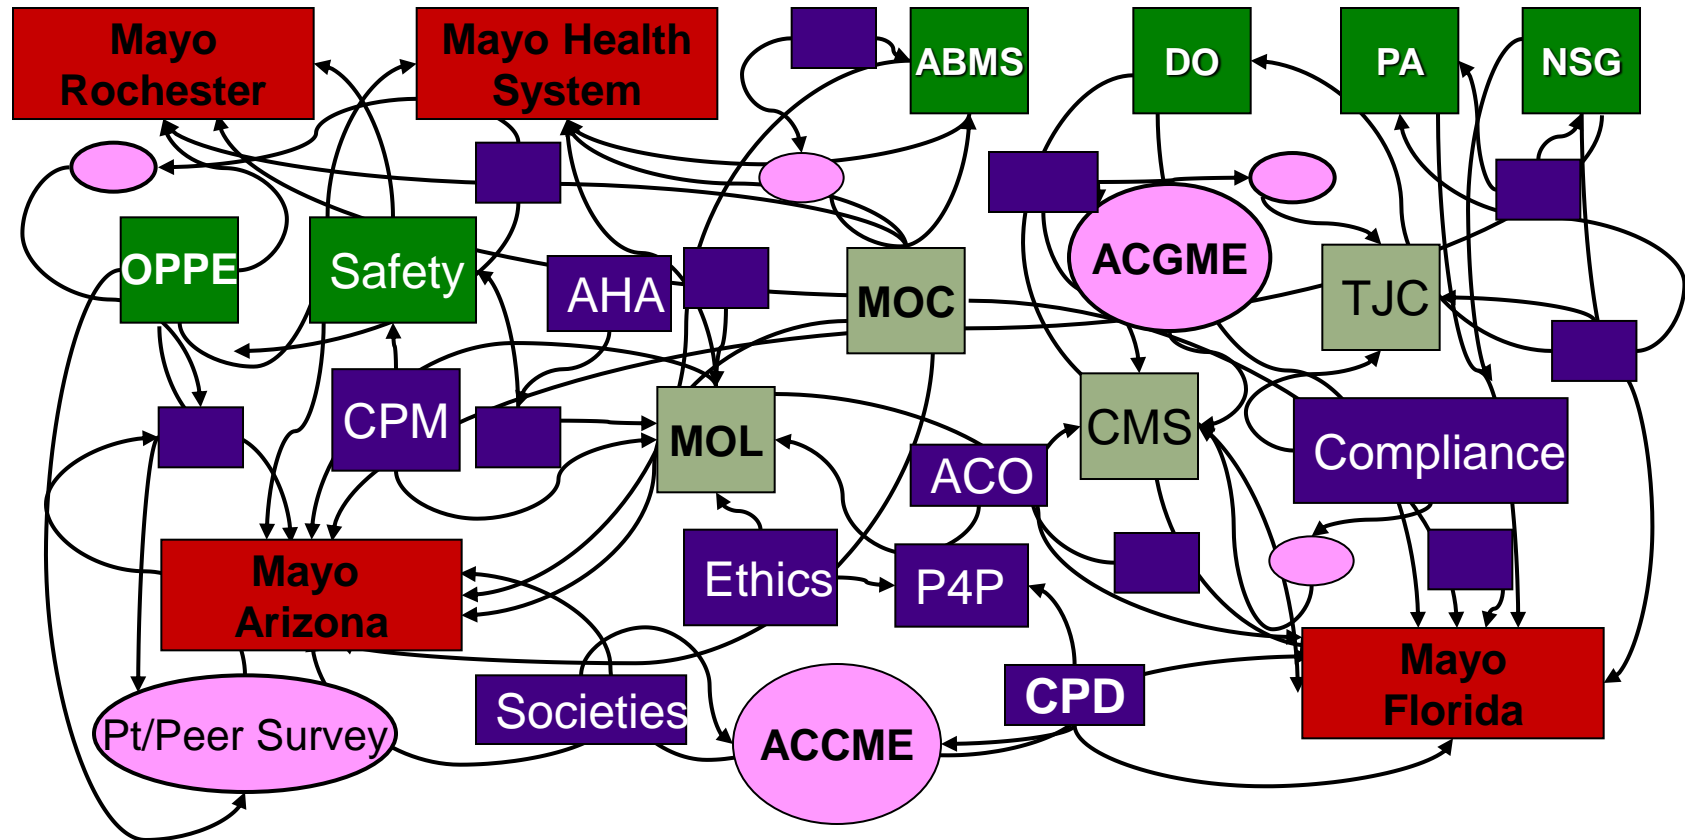 Mayo
Rochester
Mayo Health
System
ABMS
DO
PA
NSG
OPPE
Safety
AHA
MOC
ACGME
TJC
CPM
MOL
CMS
ACO
Compliance
Ethics
P4P
Mayo
Arizona
Societies
CPD
Mayo
Florida
Pt/Peer Survey
ACCME